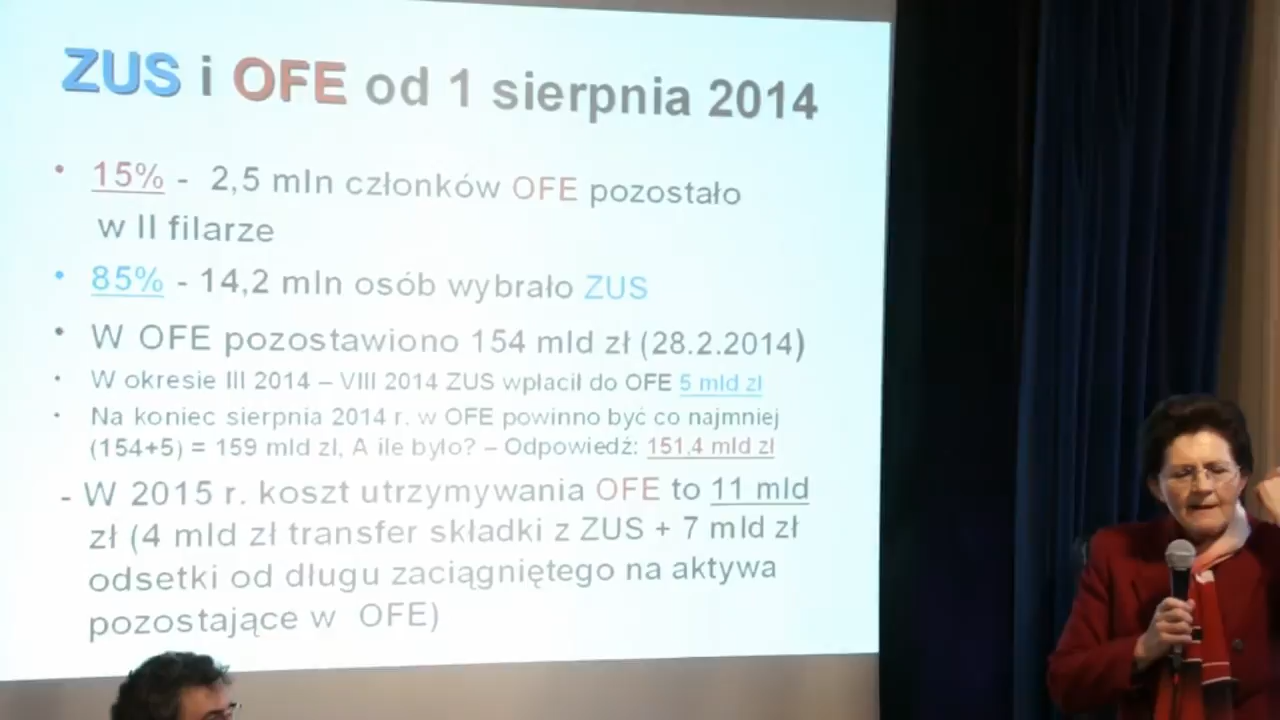 ZUS i OFE od 1 sierpnia 2014
• 15% - 2,5 mln członków OFE pozostało
w II filarze
• 85% - 14,2 mln osób wybrało ZUS
• W OFE pozostawiono 154 mld zł (28.2.2014)
• W okresie III 2014 – VIII 2014 ZUS wpłacił do OFE 5 mld zł
• Na koniec sierpnia 2014 r. w OFE powinno być co najmniej
(154+5) = 159 mld zł. A ile było? – Odpowiedź: 151,4 mld zł
- W 2015 r. koszt utrzymywania OFE to 11 mld
zł (4 mld zł transfer składki z ZUS + 7 mld zł
odsetki od długu zaciągniętego na aktywa
pozostające w OFE)